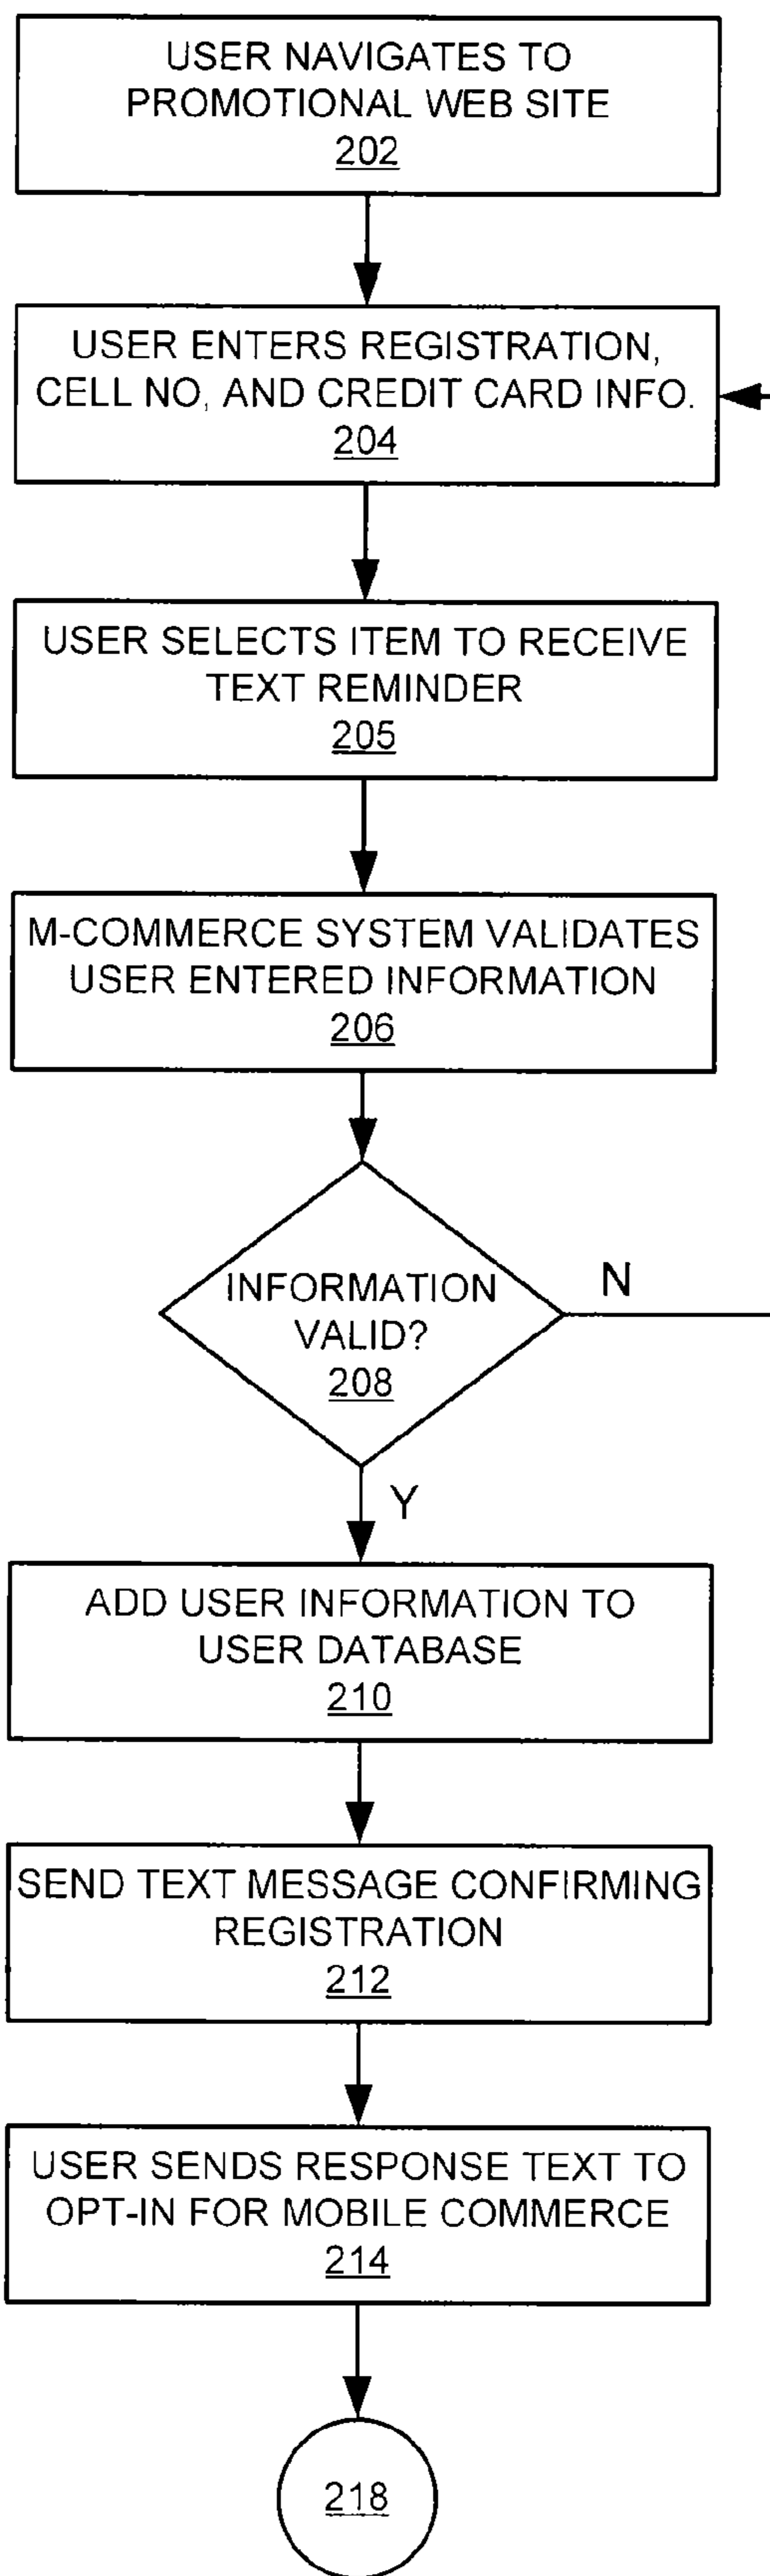 USER NAVIGATES TO
PROMOTIONAL WEB SITE
202
USER ENTERS REGISTRATION,
CELL NO, AND CREDIT CARD INFO.
204
USER SELECTS ITEM TO RECEIVE
TEXT REMINDER
205
M-COMMERCE SYSTEM VALIDATES
USER ENTERED INFORMATION
206
INFORMATION
VALID?
208
N
Y
ADD USER INFORMATION TO
USER DATABASE
210
SEND TEXT MESSAGE CONFIRMING
REGISTRATION
212
USER SENDS RESPONSE TEXT TO
OPT-IN FOR MOBILE COMMERCE
214
218